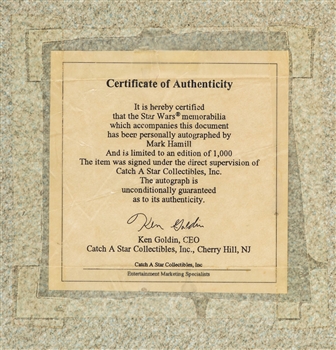 Certificate of Authenticity
It is hereby certified
that the Star Wars® memorabilia
which accompanies this document
has been personally autographed by
Mark Hamill
And is limited to an edition of 1,000
The item was signed under the direct supervision of
Catch A Star Collectibles, Inc.
The autograph is
unconditionally guaranteed
as to its authenticity.
Ken Goldin
Ken Goldin, CEO
Catch A Star Collectibles, Inc., Cherry Hill, NJ
Catch A Star Collectibles, Inc
Entertainment Marketing Specialists